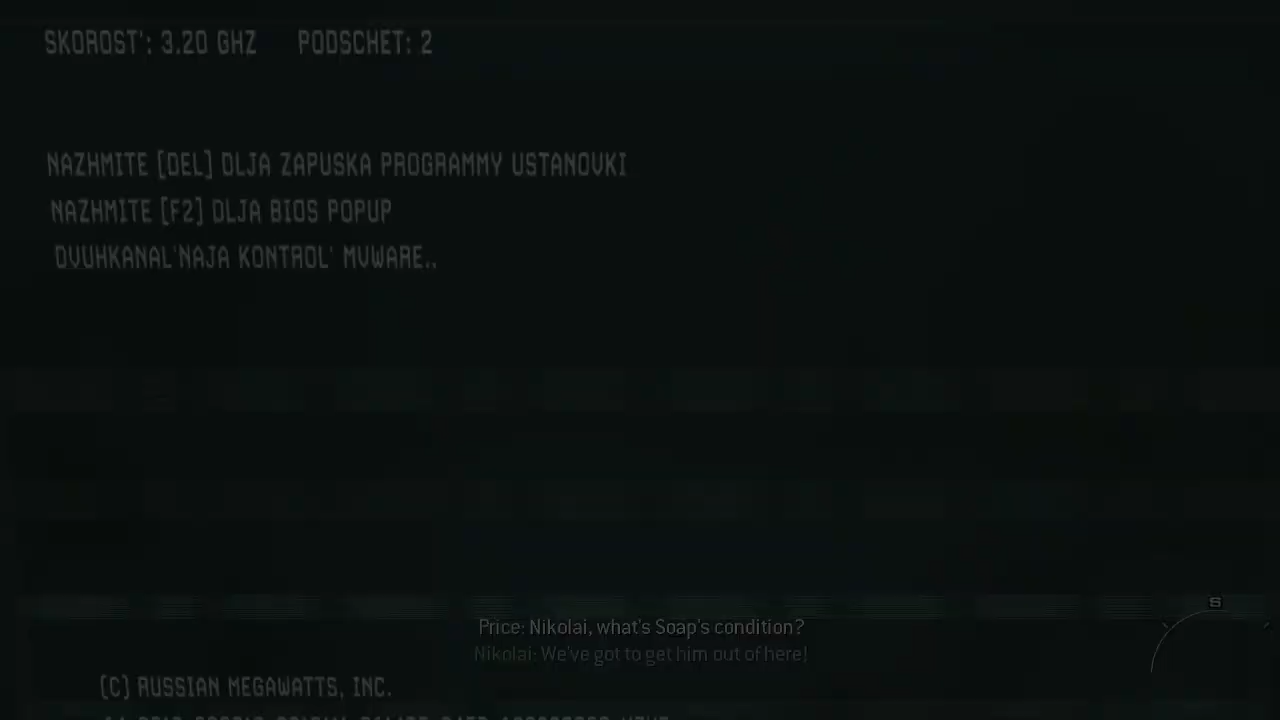 SKOROST': 3.20 GHZ PODSCHET: 2
NAZHMITE [DEL] DLJA ZAPUSKA PROGRAMMY USTANOVKI
NAZHMITE [F2] DLJA BIOS POPUP
DVUHKANAL'NAJA KONTROL' MVWARE..
S
Price: Nikolai, what's Soap's condition?
Nikolai: We've got to get him out of here!
(C) RUSSIAN MEGAWATTS, INC.